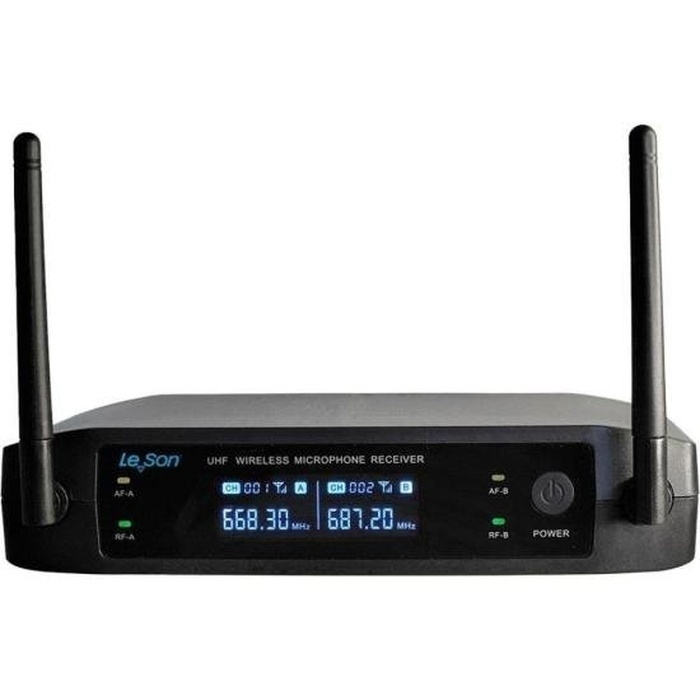 LeSon
UHF WIRELESS MICROPHONE RECEIVER
CH 001 A CH 002 B
668.30 MHz 687.20 MHz
AF-A
RF-A
AF-B
RF-B
POWER